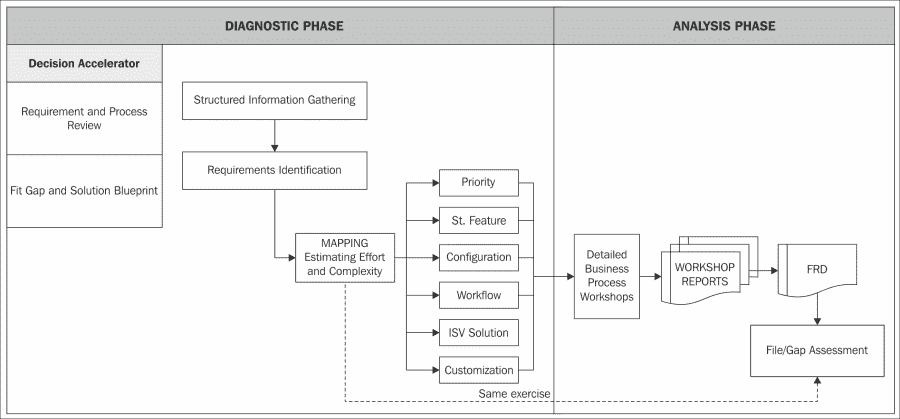 DIAGNOSTIC PHASE
ANALYSIS PHASE
Decision Accelerator
Requirement and Process
Review
Fit Gap and Solution Blueprint
Structured Information Gathering
Requirements Identification
MAPPING
Estimating Effort
and Complexity
Priority
St. Feature
Configuration
Workflow
ISV Solution
Customization
Detailed
Business
Process
Workshops
WORKSHOP
REPORTS
FRD
File/Gap Assessment
Same exercise